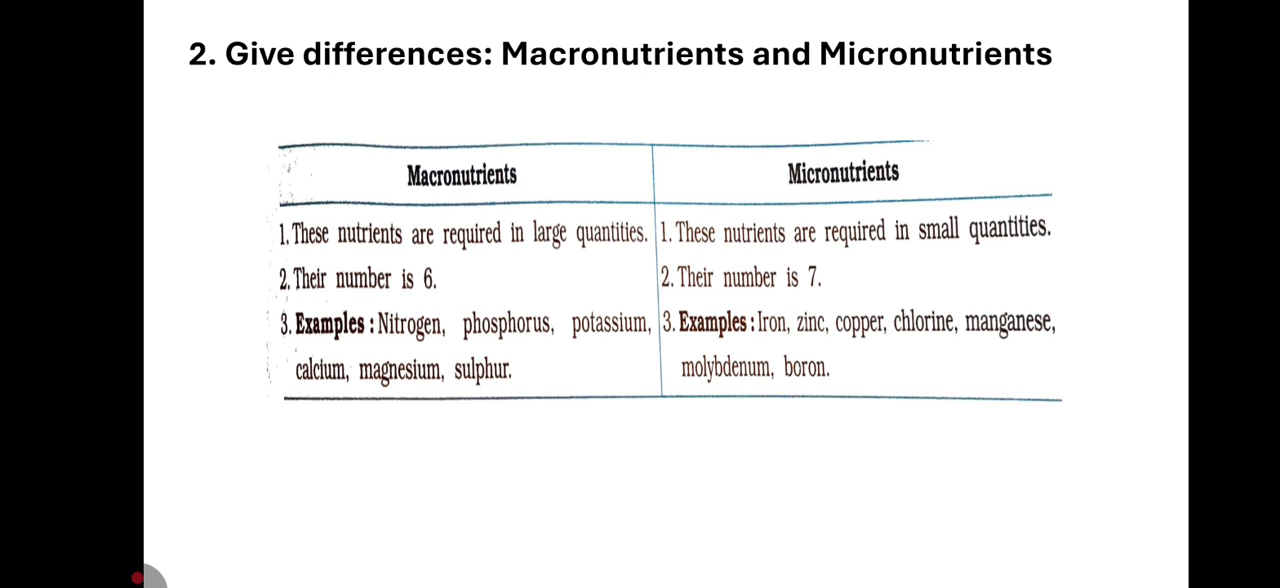 2. Give differences: Macronutrients and Micronutrients
Macronutrients
Micronutrients
1. These nutrients are required in large quantities.
2. Their number is 6.
3. Examples : Nitrogen, phosphorus, potassium,
calcium, magnesium, sulphur.
1. These nutrients are required in small quantities.
2. Their number is 7.
3. Examples : Iron, zinc, copper, chlorine, manganese,
molybdenum, boron.